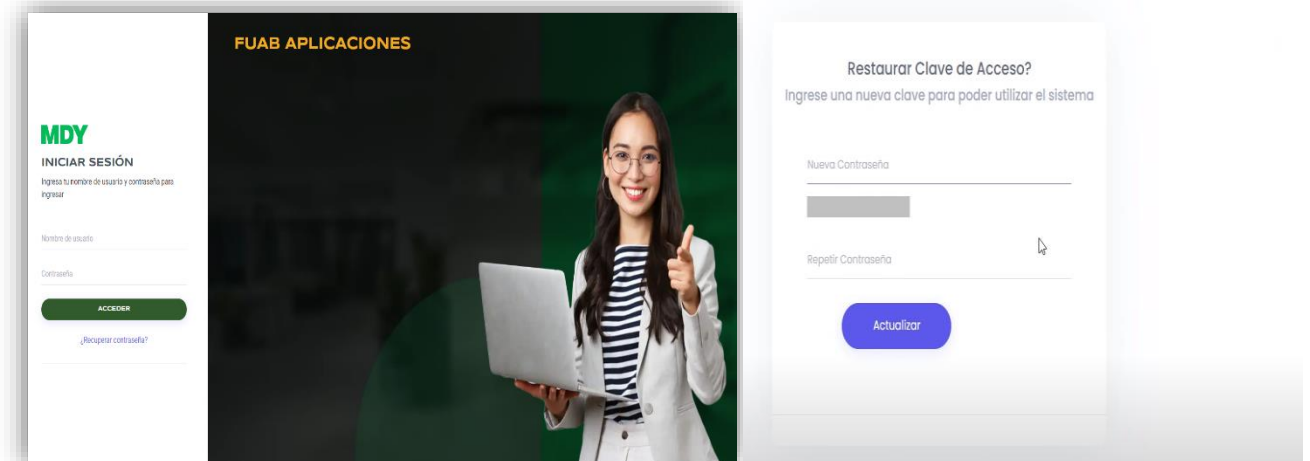 FUAB APLICACIONES
MDY
INICIAR SESIÓN
Ingresa tu nombre de usuario y contraseña para
ingresar
Nombre de usuario
Contraseña
ACCEDER
¿Recuperar contraseña?
Restaurar Clave de Acceso?
Ingrese una nueva clave para poder utilizar el sistema
Nueva Contraseña
Repetir Contraseña
Actualizar